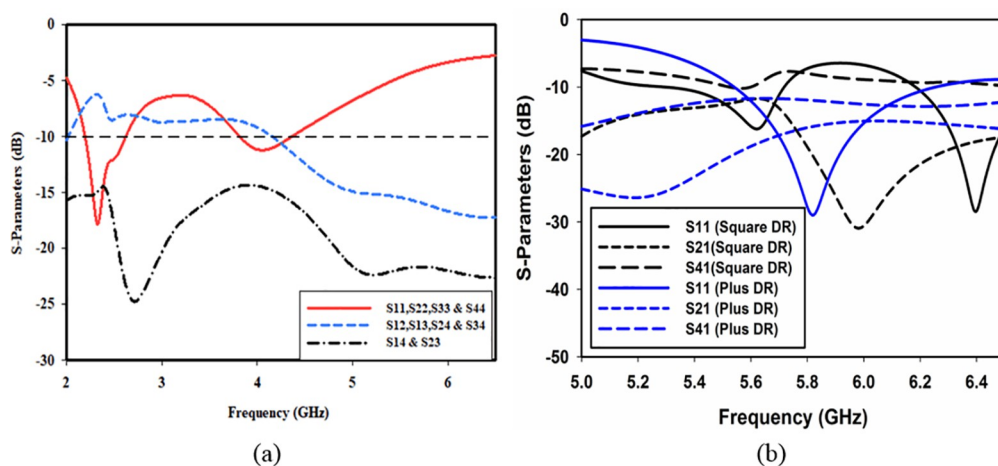 0
-5
-10
-15
-20
-25
-30
S-Parameters (dB)
S11,S22,S33 & S44
S12,S13,S24 & S34
S14 & S23
2
3
4
5
6
Frequency (GHz)
(a)
0
-10
-20
-30
-40
-50
S-Parameters (dB)
S11 (Square DR)
S21(Square DR)
S41(Square DR)
S11 (Plus DR)
S21 (Plus DR)
S41 (Plus DR)
5.0
5.2
5.4
5.6
5.8
6.0
6.2
6.4
Frequency (GHz)
(b)